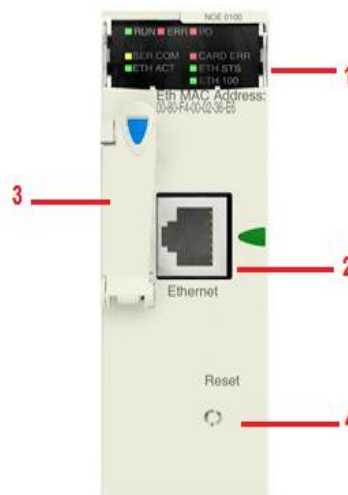 NOE 0100
RUN ERR I/O
SER COM CARD ERR
ETH ACT ETH STS
ETH 100
Eth MAC Address:
00-80-F4-00-02-36-E6
1
3
2
Ethernet
Reset
4